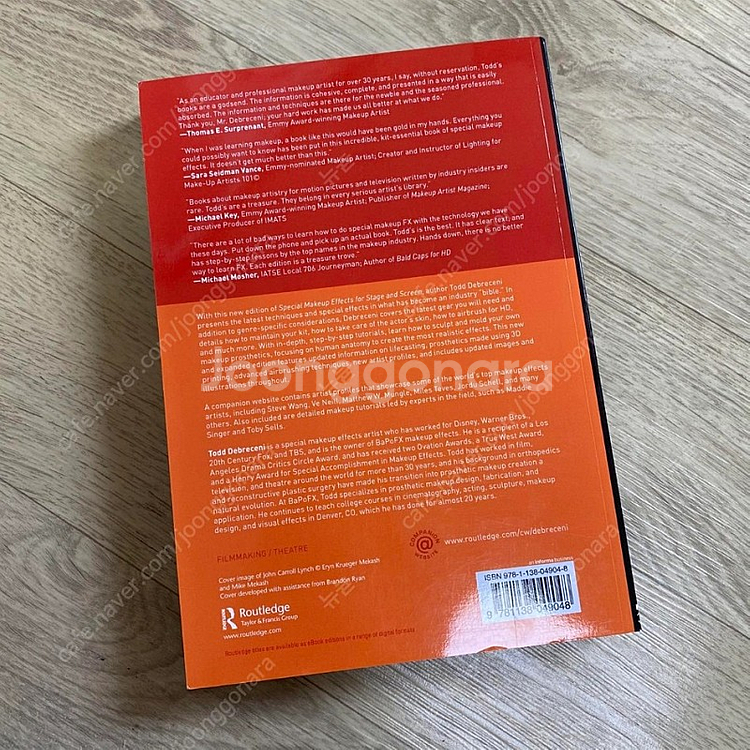 "As an educator and professional makeup artist for over 30 years, I say, without reservation, Todd's
books are a godsend. The information is cohesive, complete, and presented in a way that is easily
absorbed. The information and techniques are there for the newbie and the seasoned professional.
Thank you, Mr. Debreceni; your hard work has made us all better at what we do."
—Thomas E. Surprenant, Emmy Award-winning Makeup Artist
"When I was learning makeup, a book like this would have been gold in my hands. Everything you
could possibly want to know has been put in this incredible, kit-essential book of special makeup
effects. It doesn't get much better than this."
—Sara Seidman Vance, Emmy-nominated Makeup Artist; Creator and Instructor of Lighting for
Make-Up Artists 101©
"Books about makeup artistry for motion pictures and television written by industry insiders are
rare. Todd's are a treasure. They belong in every serious artist's library."
—Michael Key, Emmy Award-winning Makeup Artist; Publisher of Makeup Artist Magazine;
Executive Producer of IMATS
"There are a lot of bad ways to learn how to do special makeup FX with the technology we have
these days. Put down the phone and pick up an actual book. Todd's is the best. It has clear text; and
has step-by-step lessons by the top names in the makeup industry. Hands down, there is no better
way to learn FX. Each edition is a treasure trove."
—Michael Mosher, IATSE Local 706 Journeyman; Author of Bald Caps for HD
With this new edition of Special Makeup Effects for Stage and Screen, author Todd Debreceni
presents the latest techniques and special effects in what has become an industry "bible." In
addition to genre-specific considerations, Debreceni covers the latest gear you will need and
details how to maintain your kit, how to take care of the actor's skin, how to airbrush for HD,
and much more. With in-depth, step-by-step tutorials, learn how to sculpt and mold your own
makeup prosthetics, focusing on human anatomy to create the most realistic effects. This new
and expanded edition features updated information on lifecasting, prosthetics made using 3D
printing, advanced airbrushing techniques, new artist profiles, and includes updated images and
illustrations throughout.
A companion website contains artist profiles that showcase some of the world's top makeup effects
artists, including Steve Wang, Ve Neill, Matthew W. Mungle, Miles Teves, Jordu Schell, and many
others. Also included are detailed makeup tutorials led by experts in the field, such as Maddie
Singer and Toby Sells.
Todd Debreceni is a special makeup effects artist who has worked for Disney, Warner Bros.,
20th Century Fox, and TBS, and is the owner of BaPoFX makeup effects. He is a recipient of a Los
Angeles Drama Critics Circle Award, and has received two Ovation Awards, a True West Award,
and a Henry Award for Special Accomplishment in Makeup Effects. Todd has worked in film,
television, and theatre around the world for more than 30 years, and his background in orthopedics
and reconstructive plastic surgery have made his transition into prosthetic makeup creation a
natural evolution. At BaPoFX, Todd specializes in prosthetic makeup design, fabrication, and
application. He continues to teach college courses in cinematography, acting, sculpture, makeup
design, and visual effects in Denver, CO, which he has done for almost 20 years.
FILMMAKING / THEATRE
COMPANION
@
WEBSITE
www.routledge.com/cw/debreceni
Cover image of John Carroll Lynch © Eryn Krueger Mekash
and Mike Mekash
Cover developed with assistance from Brandon Ryan
R
Routledge
Taylor & Francis Group
www.routledge.com
an informa business
ISBN 978-1-138-04904-8
9 781138 049048
Routledge titles are available as eBook editions in a range of digital formats
Joonggonara
cafe.naver.com/joonggonara